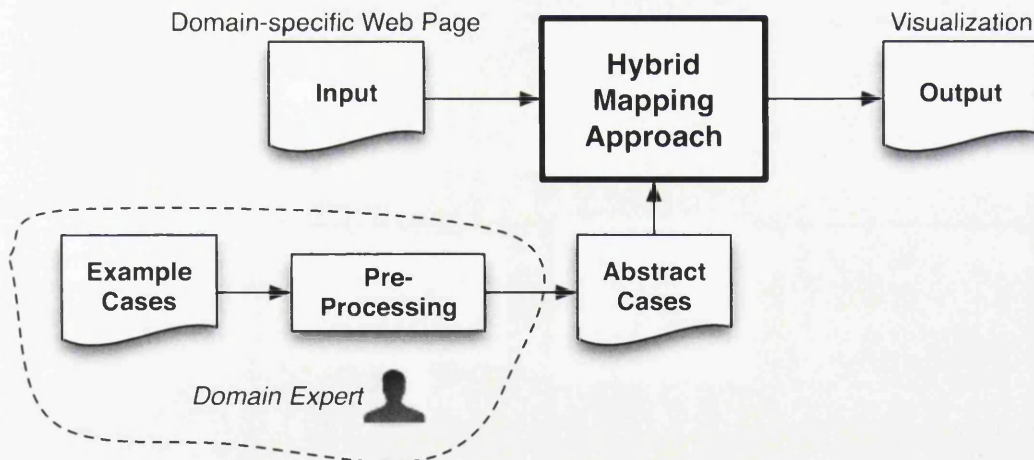 Domain-specific Web Page
Visualization
Input
Hybrid
Mapping
Approach
Output
Example
Cases
Pre-
Processing
Abstract
Cases
Domain Expert